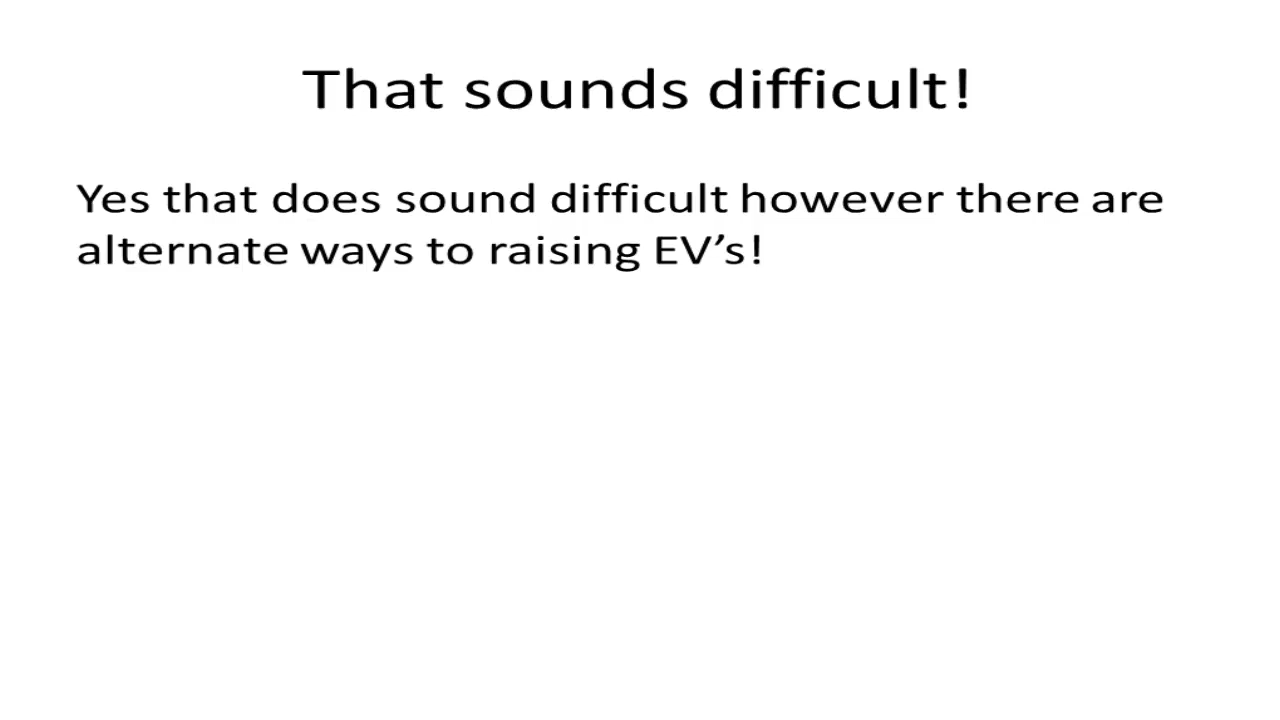 That sounds difficult!
Yes that does sound difficult however there are
alternate ways to raising EV’s!